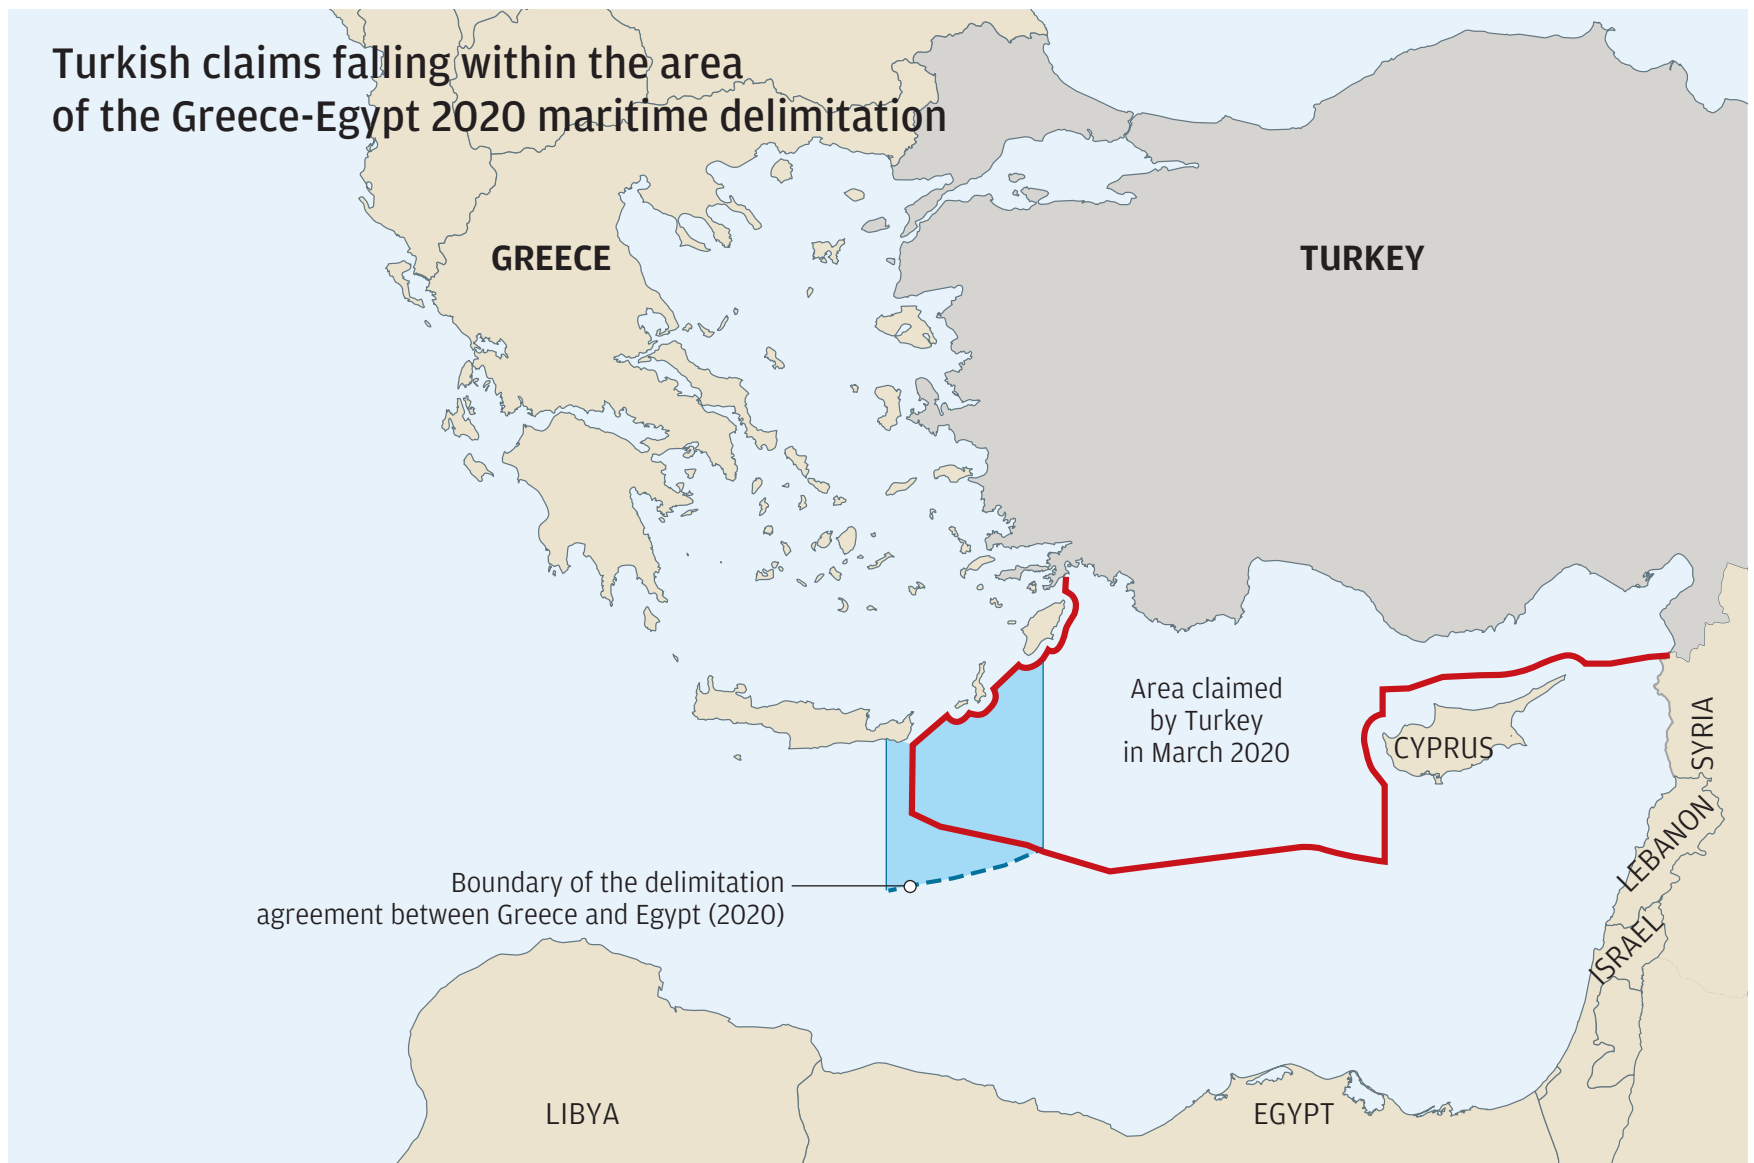 Turkish claims falling within the area
of the Greece-Egypt 2020 maritime delimitation
GREECE
TURKEY
Area claimed
by Turkey
in March 2020
CYPRUS
SYRIA
LEBANON
ISRAEL
Boundary of the delimitation
agreement between Greece and Egypt (2020)
LIBYA
EGYPT